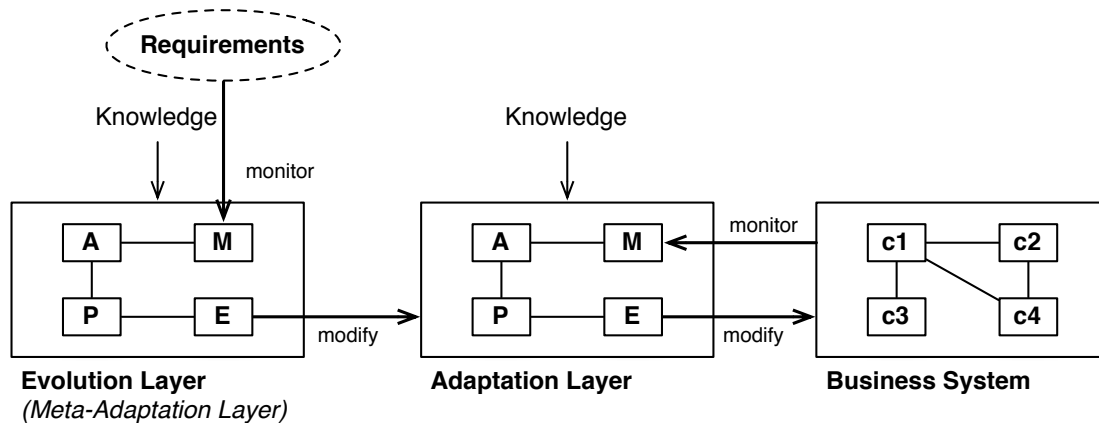 Requirements
Knowledge
Knowledge
monitor
monitor
A
M
A
M
c1
c2
P
E
P
E
c3
c4
modify
modify
Evolution Layer
(Meta-Adaptation Layer)
Adaptation Layer
Business System